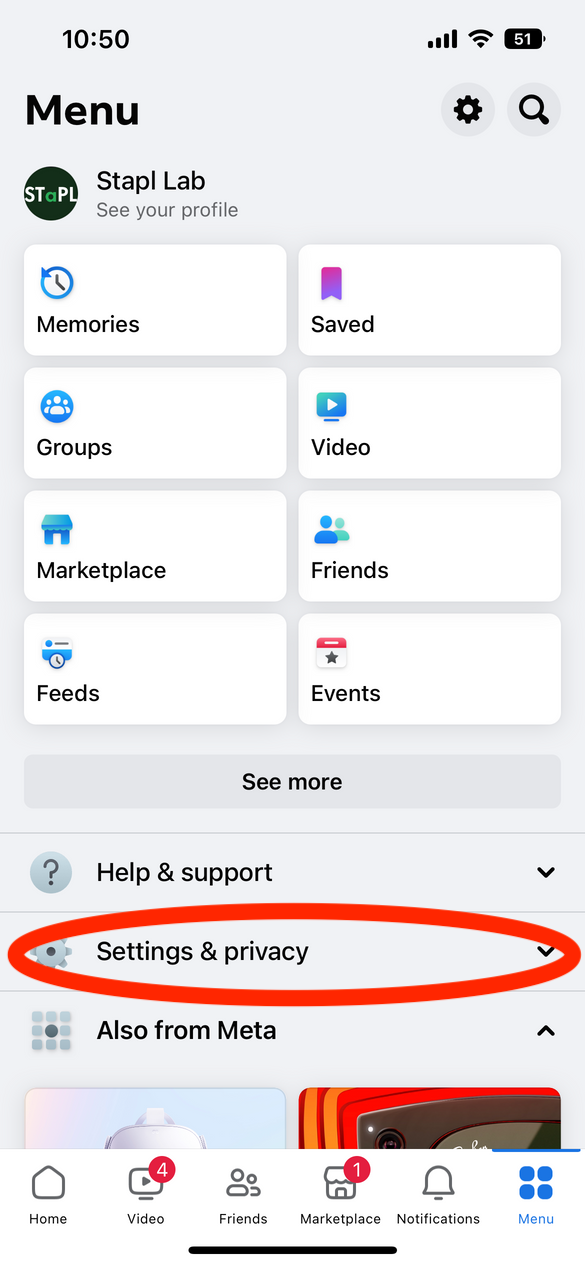 10:50
51
Menu
STaPL
Stapl Lab
See your profile
Memories
Saved
Groups
Video
Marketplace
Friends
Feeds
Events
See more
?
Help & support
Settings & privacy
Also from Meta
4
1
Home
Video
Friends
Marketplace
Notifications
Menu